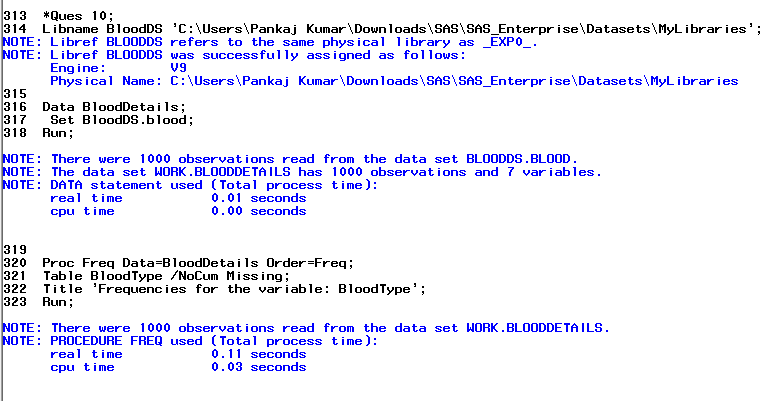 313  *Ques 10;
314  Libname BloodDS 'C:\Users\Pankaj Kumar\Downloads\SAS\SAS_Enterprise\Datasets\MyLibraries';
NOTE: Libref BLOODDS refers to the same physical library as _EXP0_.
NOTE: Libref BLOODDS was successfully assigned as follows:
      Engine:        V9
      Physical Name: C:\Users\Pankaj Kumar\Downloads\SAS\SAS_Enterprise\Datasets\MyLibraries
315
316  Data BloodDetails;
317   Set BloodDS.blood;
318  Run;
NOTE: There were 1000 observations read from the data set BLOODDS.BLOOD.
NOTE: The data set WORK.BLOODDETAILS has 1000 observations and 7 variables.
NOTE: DATA statement used (Total process time):
      real time           0.01 seconds
      cpu time            0.00 seconds
319
320  Proc Freq Data=BloodDetails Order=Freq;
321  Table BloodType /NoCum Missing;
322  Title 'Frequencies for the variable: BloodType';
323  Run;
NOTE: There were 1000 observations read from the data set WORK.BLOODDETAILS.
NOTE: PROCEDURE FREQ used (Total process time):
      real time           0.11 seconds
      cpu time            0.03 seconds